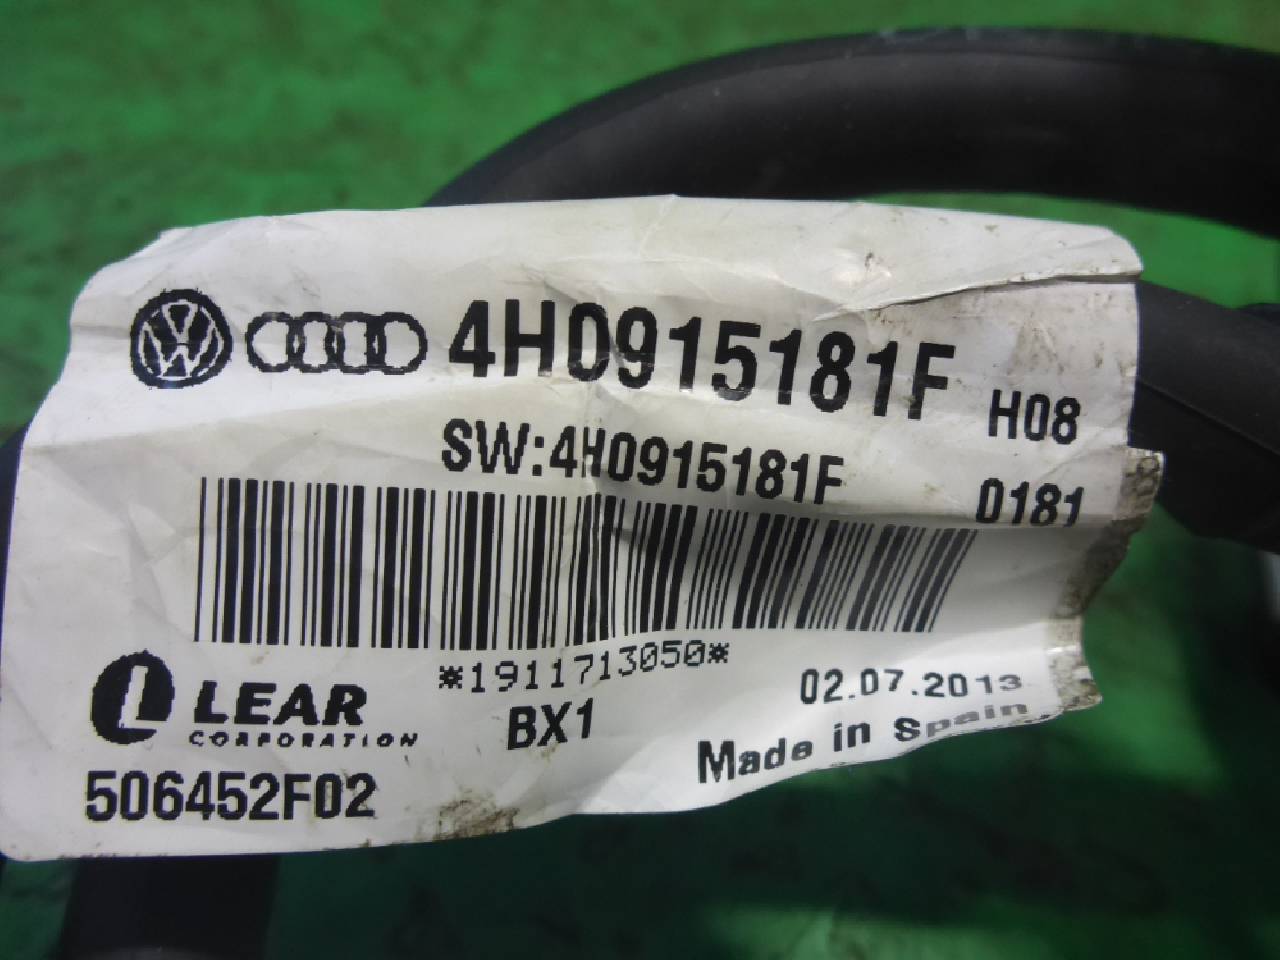 4H0915181F H08
SW:4H0915181F 0181
*1911713050*
LEAR
CORPORATION
BX1
02.07.2013
Made in Spain
506452F02